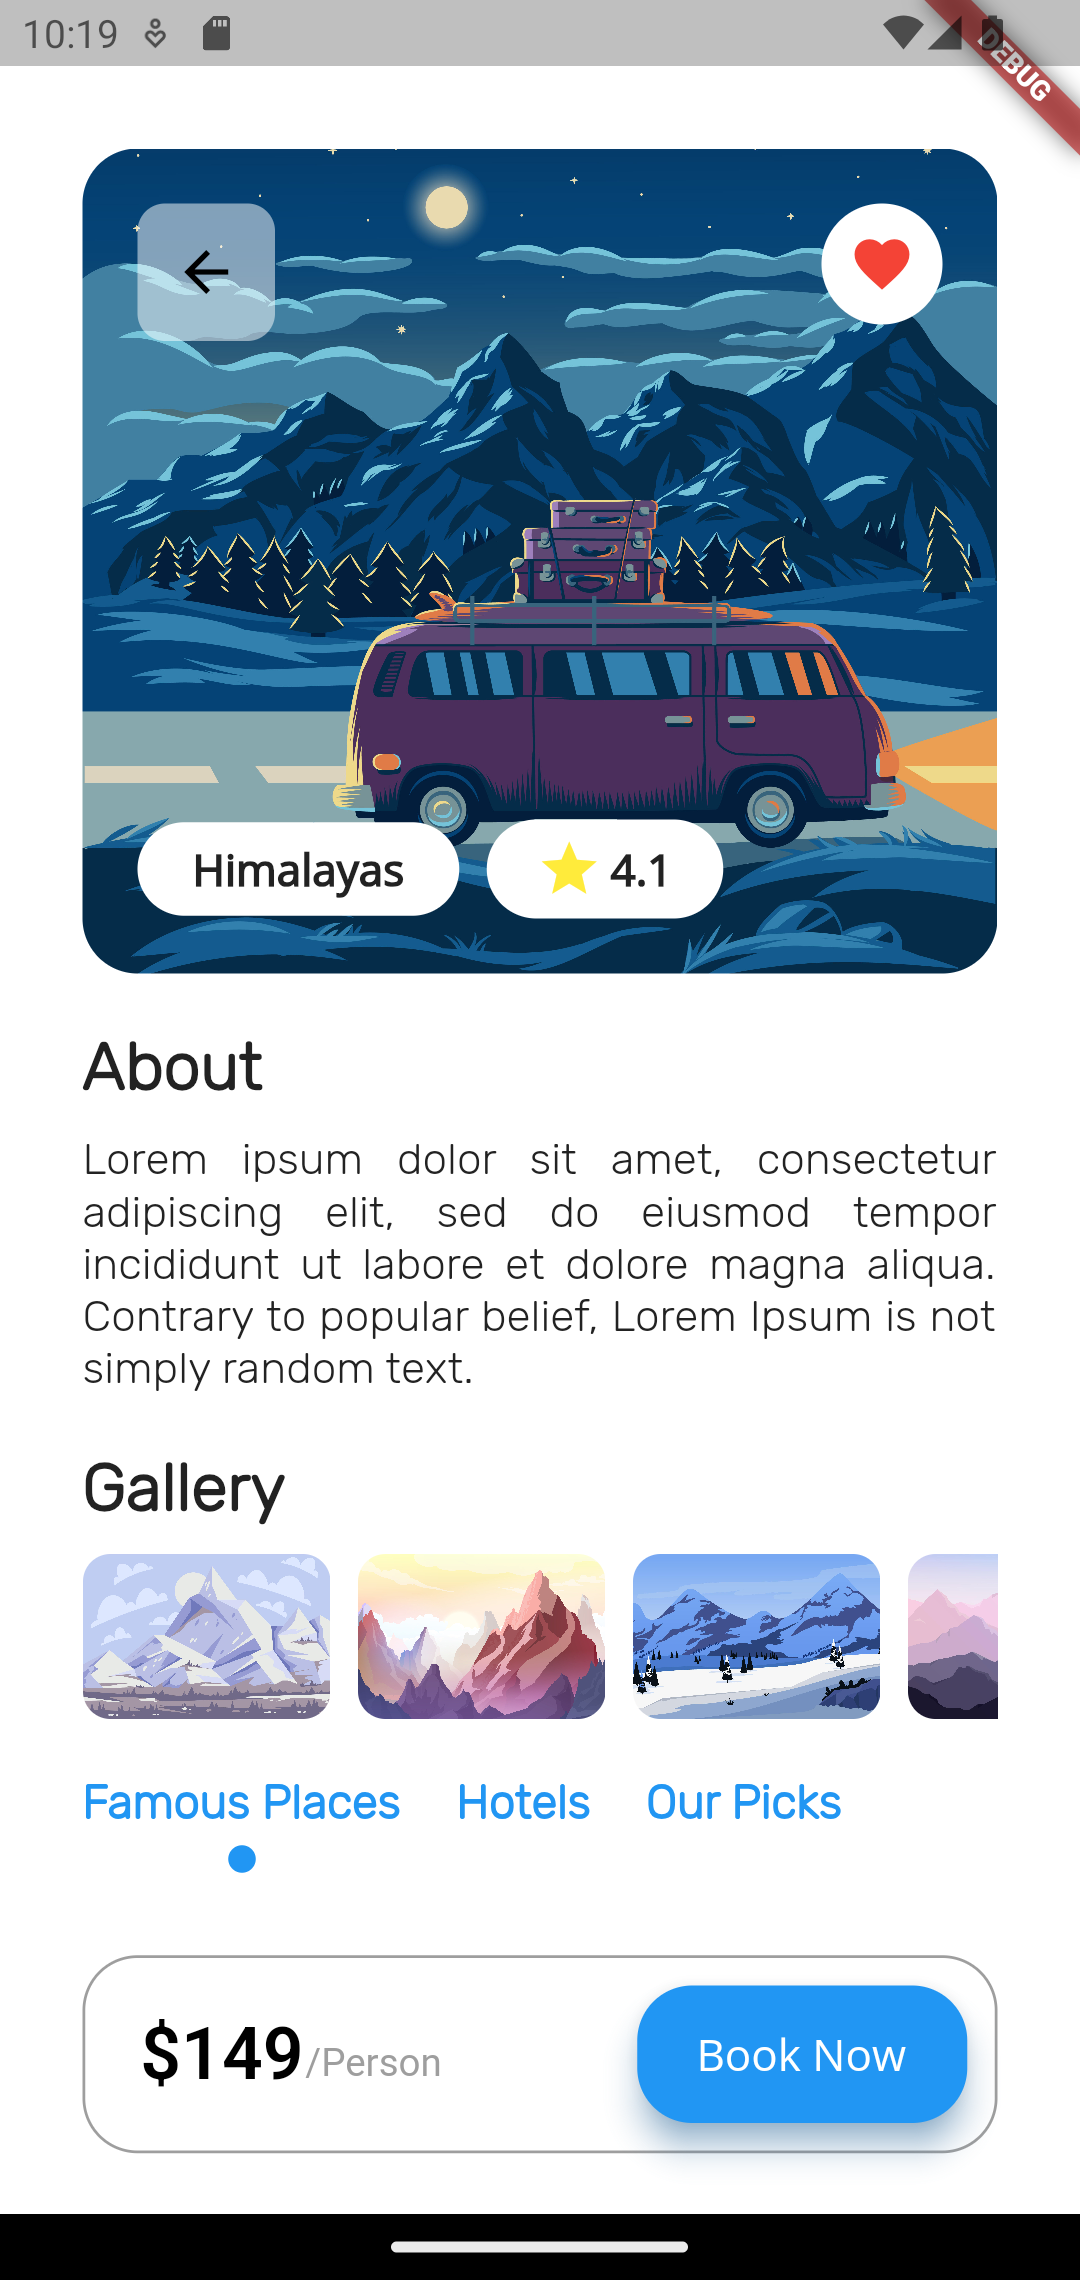 10:19
DEBUG
Himalayas
4.1
About
Lorem ipsum dolor sit amet, consectetur
adipiscing elit, sed do eiusmod tempor
incididunt ut labore et dolore magna aliqua.
Contrary to popular belief, Lorem Ipsum is not
simply random text.
Gallery
Famous Places Hotels Our Picks
$149/Person
Book Now